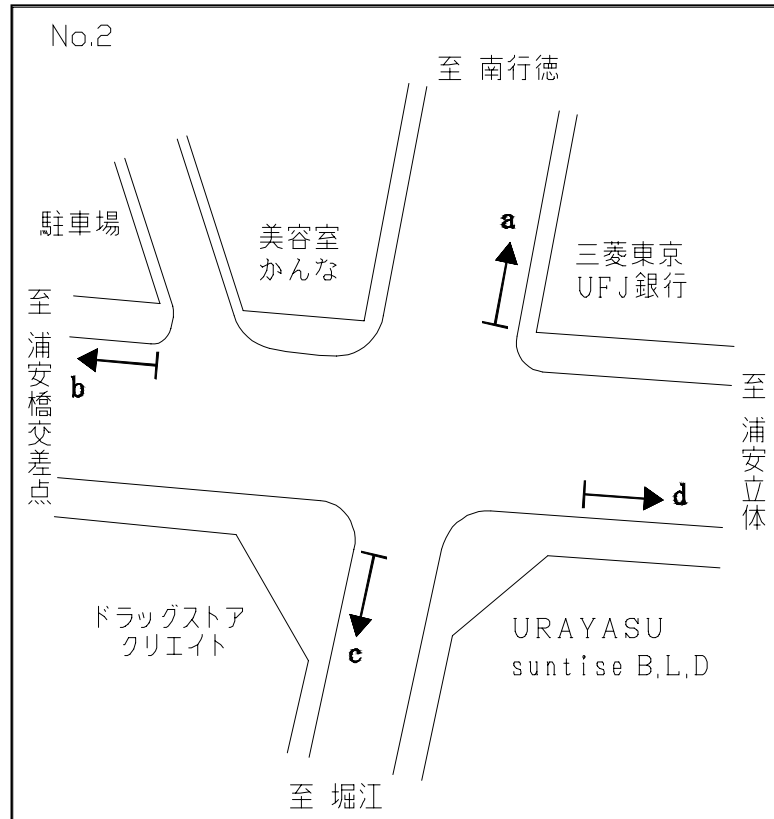 No.2
至 南行徳
a
駐車場
美容室
かんな
三菱東京
UFJ銀行
至 浦安橋交差点
b
至 浦安立体
d
ドラッグストア
クリエイト
c
URAYASU
suntise B,L,D
至 堀江